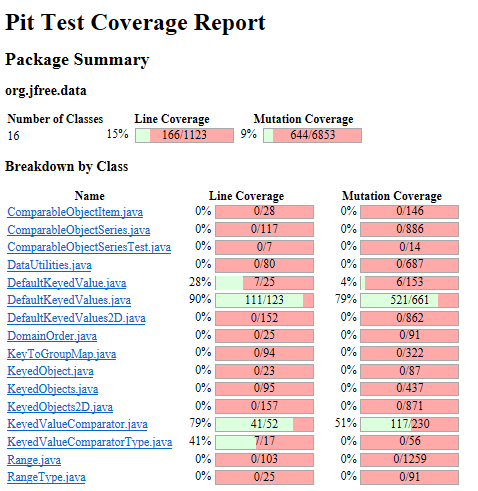 Pit Test Coverage Report
Package Summary
org.jfree.data
Number of Classes Line Coverage Mutation Coverage
16 15% 166/1123 9% 644/6853
Breakdown by Class
Name Line Coverage Mutation Coverage
ComparableObjectItem.java 0% 0/28 0% 0/146
ComparableObjectSeries.java 0% 0/117 0% 0/886
ComparableObjectSeriesTest.java 0% 0/7 0% 0/14
DataUtilities.java 0% 0/80 0% 0/687
DefaultKeyedValue.java 28% 7/25 4% 6/153
DefaultKeyedValues.java 90% 111/123 79% 521/661
DefaultKeyedValues2D.java 0% 0/152 0% 0/862
DomainOrder.java 0% 0/25 0% 0/91
KeyToGroupMap.java 0% 0/94 0% 0/322
KeyedObject.java 0% 0/23 0% 0/87
KeyedObjects.java 0% 0/95 0% 0/437
KeyedObjects2D.java 0% 0/157 0% 0/871
KeyedValueComparator.java 79% 41/52 51% 117/230
KeyedValueComparatorType.java 41% 7/17 0% 0/56
Range.java 0% 0/103 0% 0/1259
RangeType.java 0% 0/25 0% 0/91